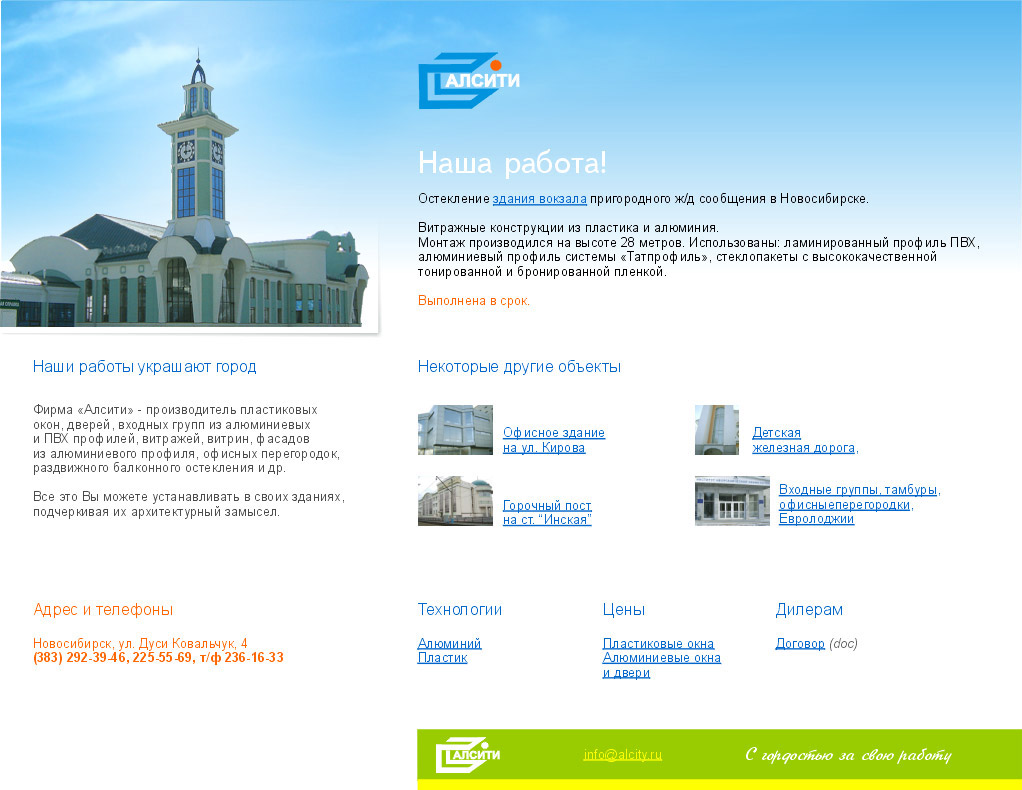 АЛСИТИ
Наша работа!
Остекление здания вокзала пригородного ж/д сообщения в Новосибирске.
Витражные конструкции из пластика и алюминия.
Монтаж производился на высоте 28 метров. Использованы: ламинированный профиль ПВХ,
алюминиевый профиль системы «Татпрофиль», стеклопакеты с высококачественной
тонированной и бронированной пленкой.
Выполнена в срок.
Наши работы украшают город
Фирма «Алсити» - производитель пластиковых
окон, дверей, входных групп из алюминиевых
и ПВХ профилей, витражей, витрин, фасадов
из алюминиевого профиля, офисных перегородок,
раздвижного балконного остекления и др.
Все это Вы можете устанавливать в своих зданиях,
подчеркивая их архитектурный замысел.
Некоторые другие объекты
Офисное здание
на ул. Кирова
Детская
железная дорога,
Горочный пост
на ст. “Инская”
Входные группы, тамбуры,
офисныеперегородки,
Евролоджии
Адрес и телефоны
Новосибирск, ул. Дуси Ковальчук, 4
(383) 292-39-46, 225-55-69, т/ф 236-16-33
Технологии
Алюминий
Пластик
Цены
Пластиковые окна
Алюминиевые окна
и двери
Дилерам
Договор (doc)
АЛСИТИ
info@alcity.ru
С гордостью за свою работу